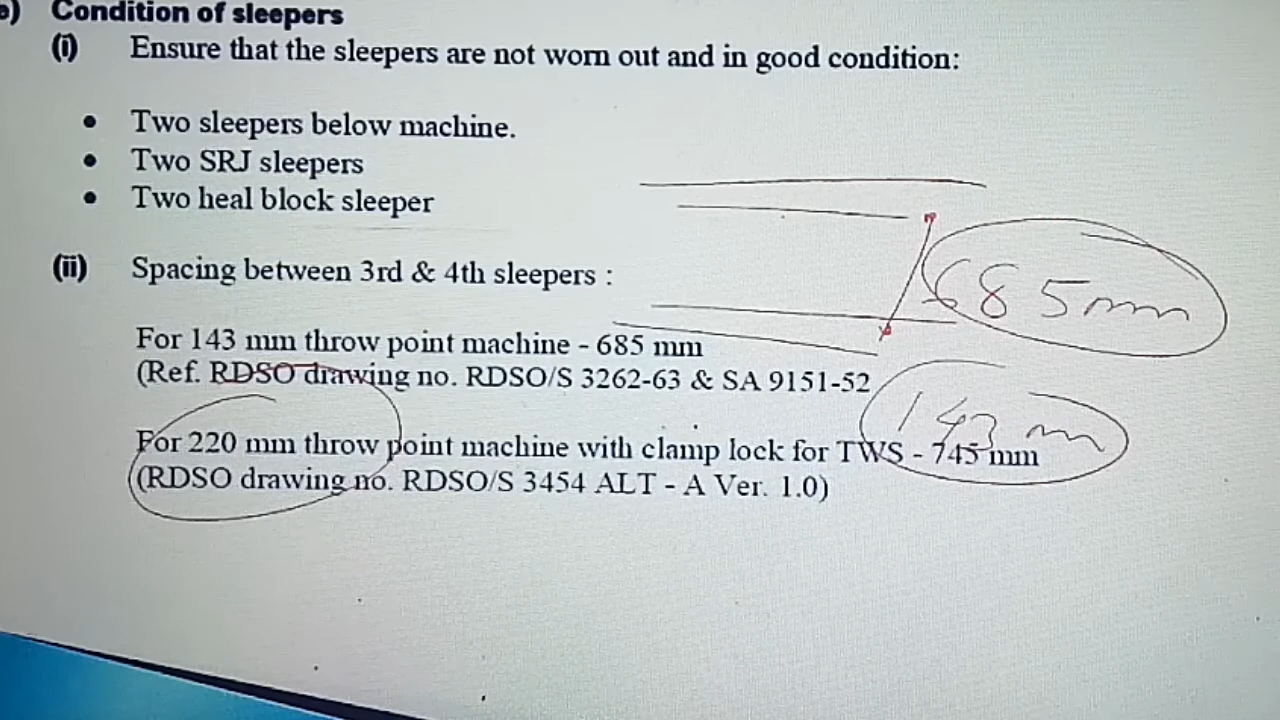 Condition of sleepers
(i) Ensure that the sleepers are not worn out and in good condition:
• Two sleepers below machine.
• Two SRJ sleepers
• Two heal block sleeper
(ii) Spacing between 3rd & 4th sleepers :
685mm
For 143 mm throw point machine - 685 mm
(Ref. RDSO drawing no. RDSO/S 3262-63 & SA 9151-52
143 m
For 220 mm throw point machine with clamp lock for TWS - 745 mm
(RDSO drawing no. RDSO/S 3454 ALT - A Ver. 1.0)